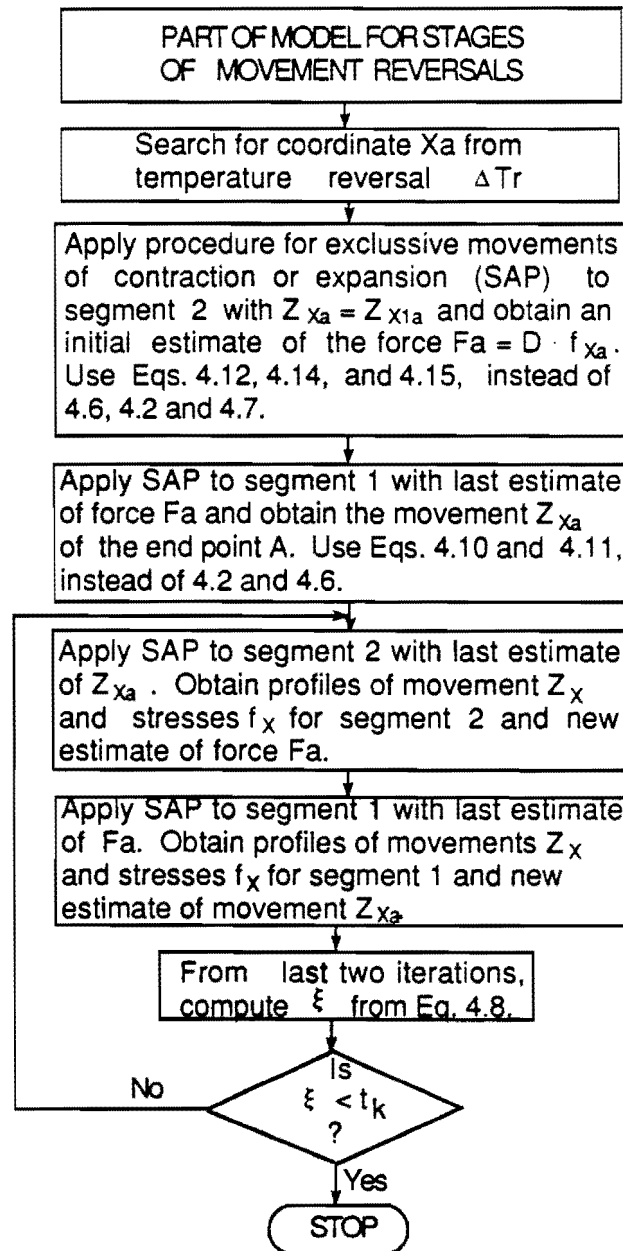 PART OF MODEL FOR STAGES
OF MOVEMENT REVERSALS
Search for coordinate Xa from
temperature reversal ΔTr
Apply procedure for exclussive movements
of contraction or expansion (SAP) to
segment 2 with Z Xa = Z X1a and obtain an
initial estimate of the force Fa = D · f Xa .
Use Eqs. 4.12, 4.14, and 4.15, instead of
4.6, 4.2 and 4.7.
Apply SAP to segment 1 with last estimate
of force Fa and obtain the movement Z Xa
of the end point A. Use Eqs. 4.10 and 4.11,
instead of 4.2 and 4.6.
Apply SAP to segment 2 with last estimate
of Z Xa . Obtain profiles of movement Z X
and stresses f X for segment 2 and new
estimate of force Fa.
Apply SAP to segment 1 with last estimate
of Fa. Obtain profiles of movements Z X
and stresses f X for segment 1 and new
estimate of movement Z Xa.
From last two iterations,
compute ξ from Eq. 4.8.
Is
No
ξ < t k
?
Yes
STOP